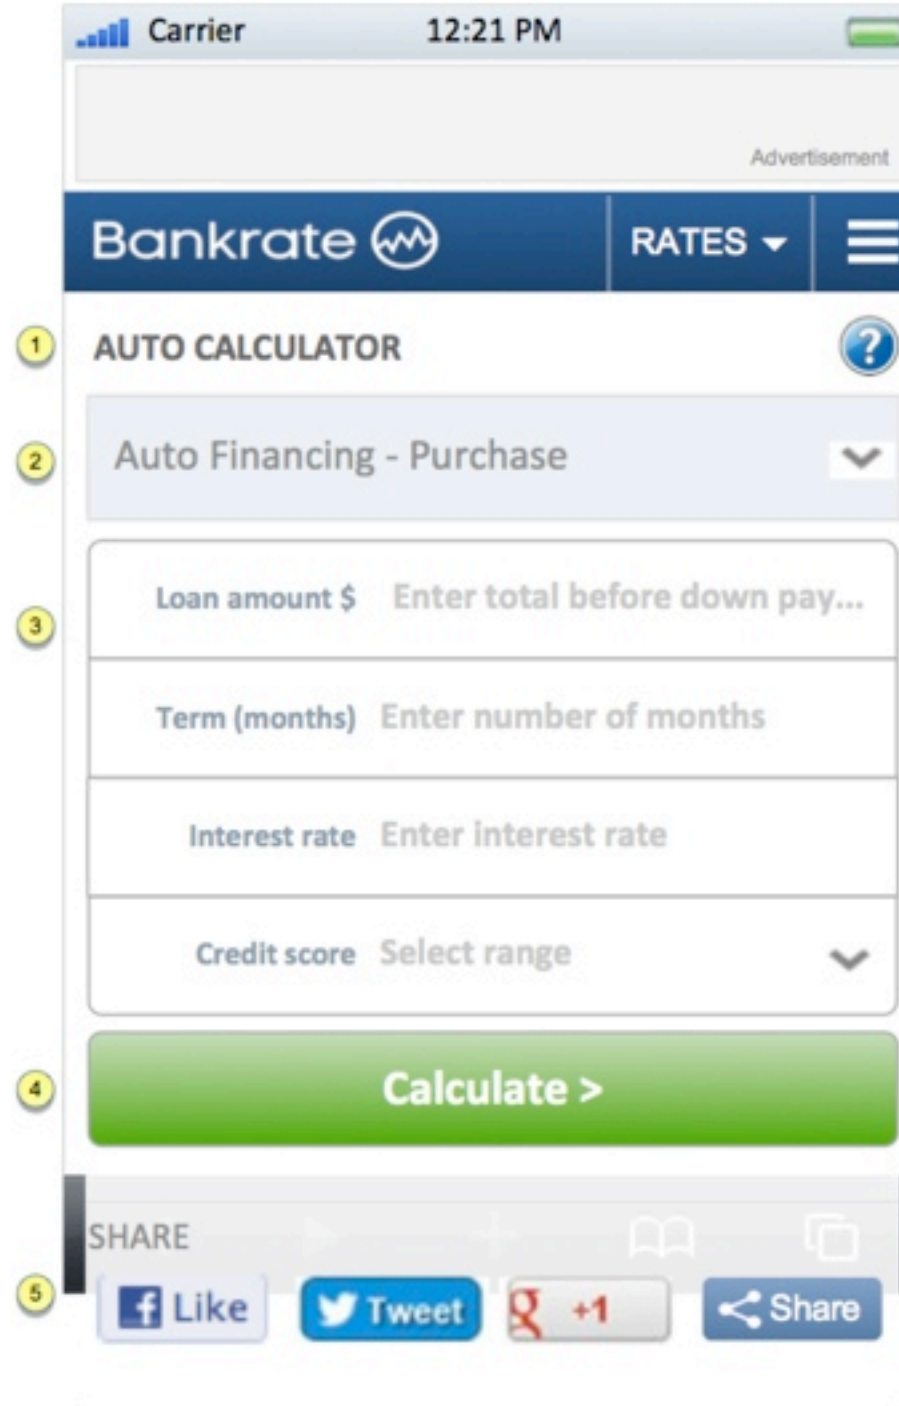 Carrier 12:21 PM
Advertisement
Bankrate RATES
1 AUTO CALCULATOR ?
2 Auto Financing - Purchase
3 Loan amount $ Enter total before down pay...
Term (months) Enter number of months
Interest rate Enter interest rate
Credit score Select range
4 Calculate >
SHARE
5 f Like Tweet g +1 Share